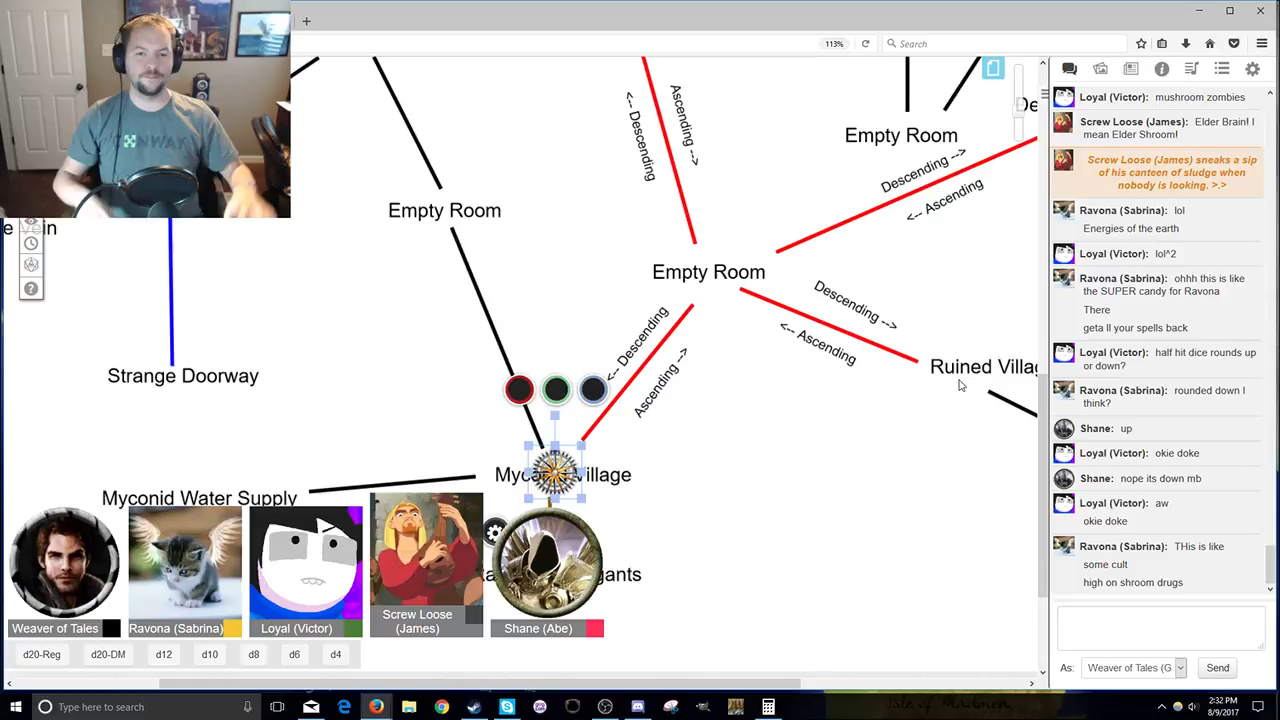 113%
Search
<-- Descending
Ascending -->
Empty Room
Descending -->
<-- Ascending
Empty Room
Empty Room
Descending -->
<-- Ascending
<-- Descending
Ascending -->
Strange Doorway
Myconid Water Supply
Weaver of Tales
Ravona (Sabrina)
Loyal (Victor)
Screw Loose
(James)
Shane (Abe)
d20-Reg
d20-DM
d12
d10
d8
d6
d4
Loyal (Victor): mushroom zombies
Screw Loose (James): Elder Brain! I
mean Elder Shroom!
Screw Loose (James) sneaks a sip
of his canteen of sludge when
nobody is looking. >.>
Ravona (Sabrina): lol
Energies of the earth
Loyal (Victor): lol^2
Ravona (Sabrina): ohhh this is like
the SUPER candy for Ravona
There
geta ll your spells back
Loyal (Victor): half hit dice rounds up
or down?
Ravona (Sabrina): rounded down I
think?
Shane: up
Loyal (Victor): okie doke
Shane: nope its down mb
Loyal (Victor): aw
okie doke
Ravona (Sabrina): THis is like
some cult
high on shroom drugs
As:
Weaver of Tales (G
Send
Type here to search
2:32 PM
8/9/2017